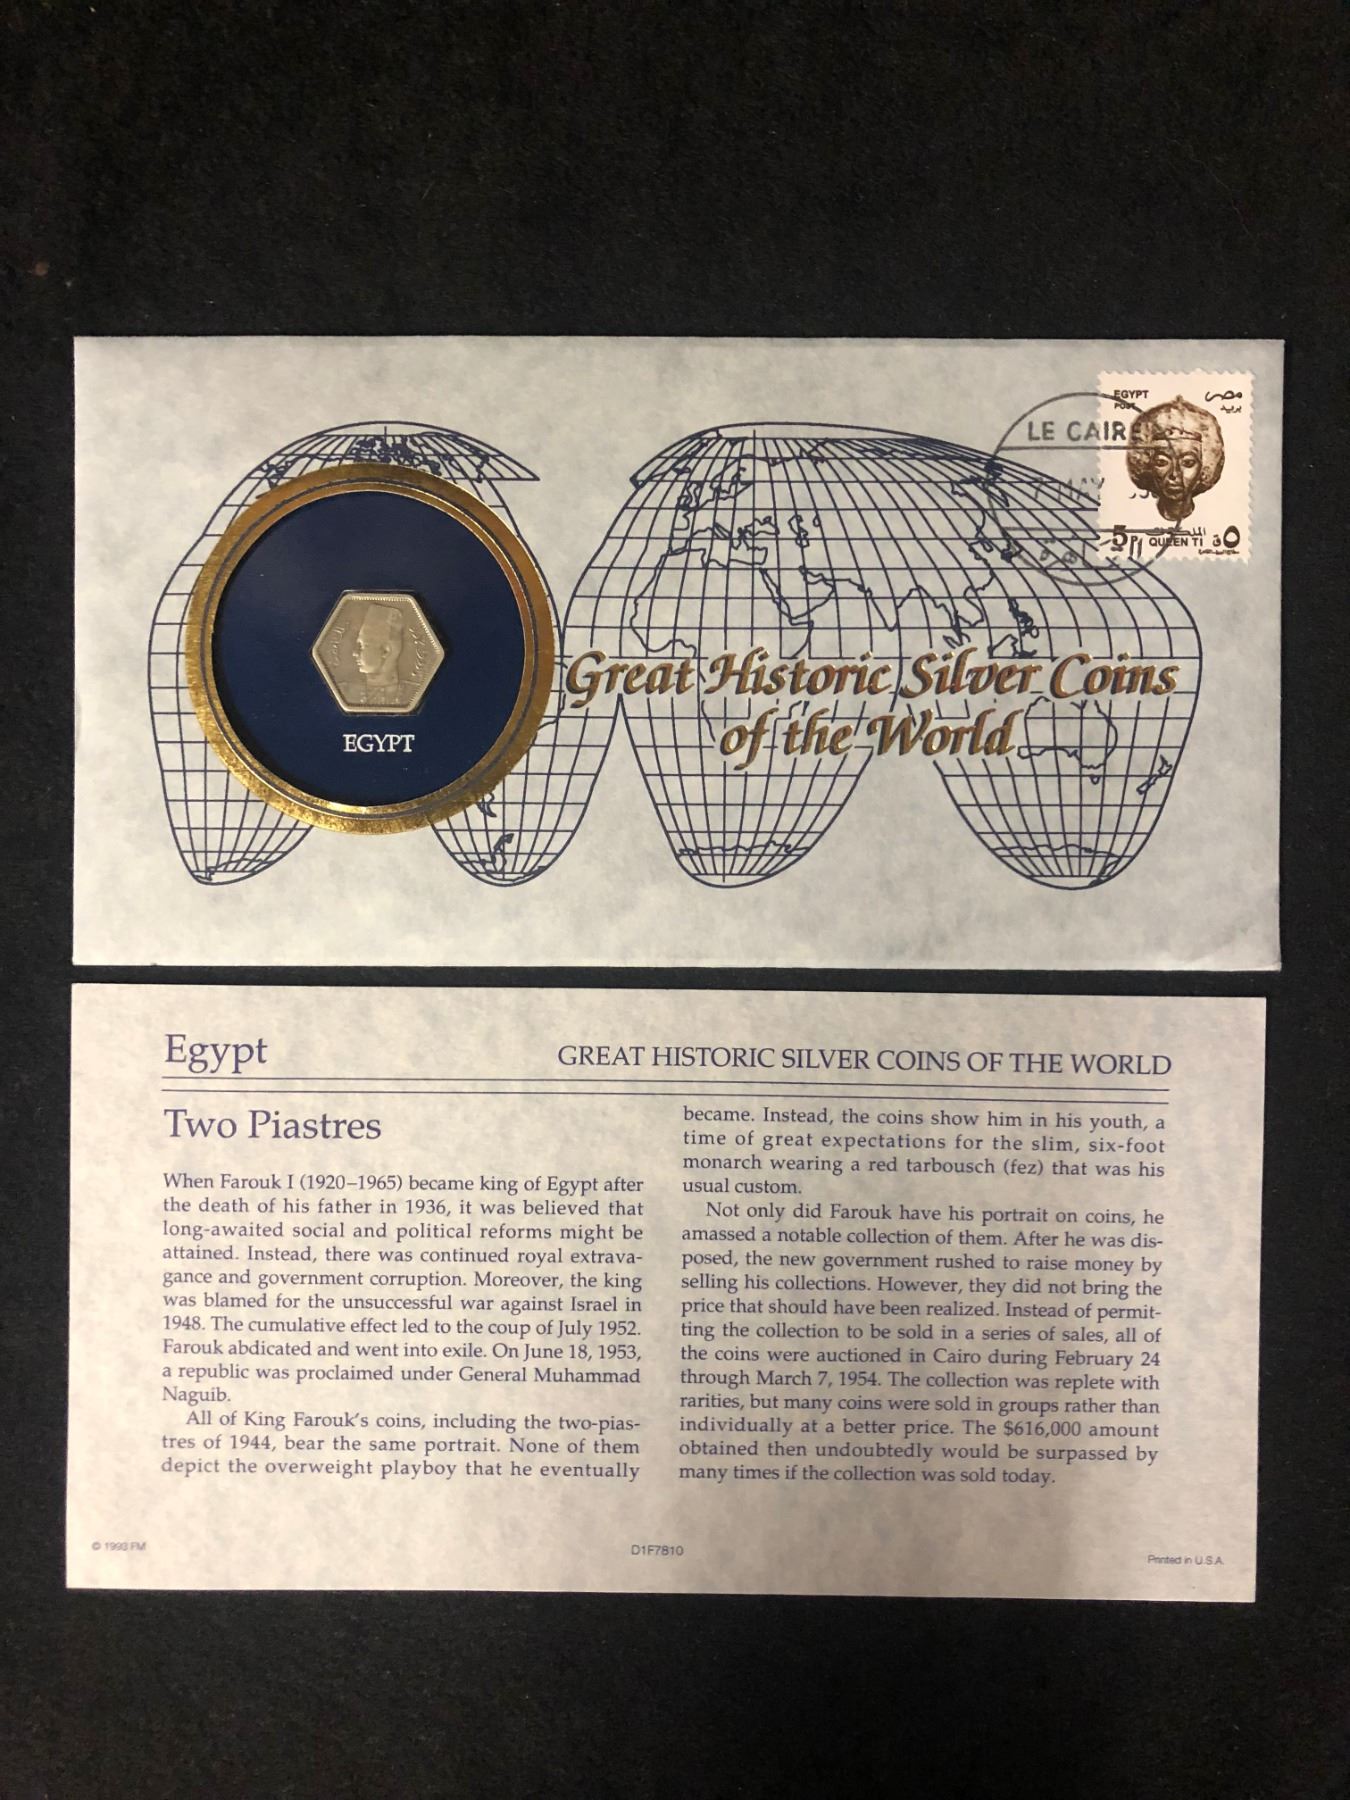 EGYPT
POST
مصر
بريد
LE CAIRE
7 MAY
5
QUEEN TI
٥
Great Historic Silver Coins
of the World
EGYPT
Egypt
GREAT HISTORIC SILVER COINS OF THE WORLD
Two Piastres
When Farouk I (1920–1965) became king of Egypt after
the death of his father in 1936, it was believed that
long-awaited social and political reforms might be
attained. Instead, there was continued royal extrava-
gance and government corruption. Moreover, the king
was blamed for the unsuccessful war against Israel in
1948. The cumulative effect led to the coup of July 1952.
Farouk abdicated and went into exile. On June 18, 1953,
a republic was proclaimed under General Muhammad
Naguib.
All of King Farouk's coins, including the two-pias-
tres of 1944, bear the same portrait. None of them
depict the overweight playboy that he eventually
became. Instead, the coins show him in his youth, a
time of great expectations for the slim, six-foot
monarch wearing a red tarbousch (fez) that was his
usual custom.
Not only did Farouk have his portrait on coins, he
amassed a notable collection of them. After he was dis-
posed, the new government rushed to raise money by
selling his collections. However, they did not bring the
price that should have been realized. Instead of permit-
ting the collection to be sold in a series of sales, all of
the coins were auctioned in Cairo during February 24
through March 7, 1954. The collection was replete with
rarities, but many coins were sold in groups rather than
individually at a better price. The $616,000 amount
obtained then undoubtedly would be surpassed by
many times if the collection was sold today.
© 1993 FM
D1F7810
Printed in U.S.A.